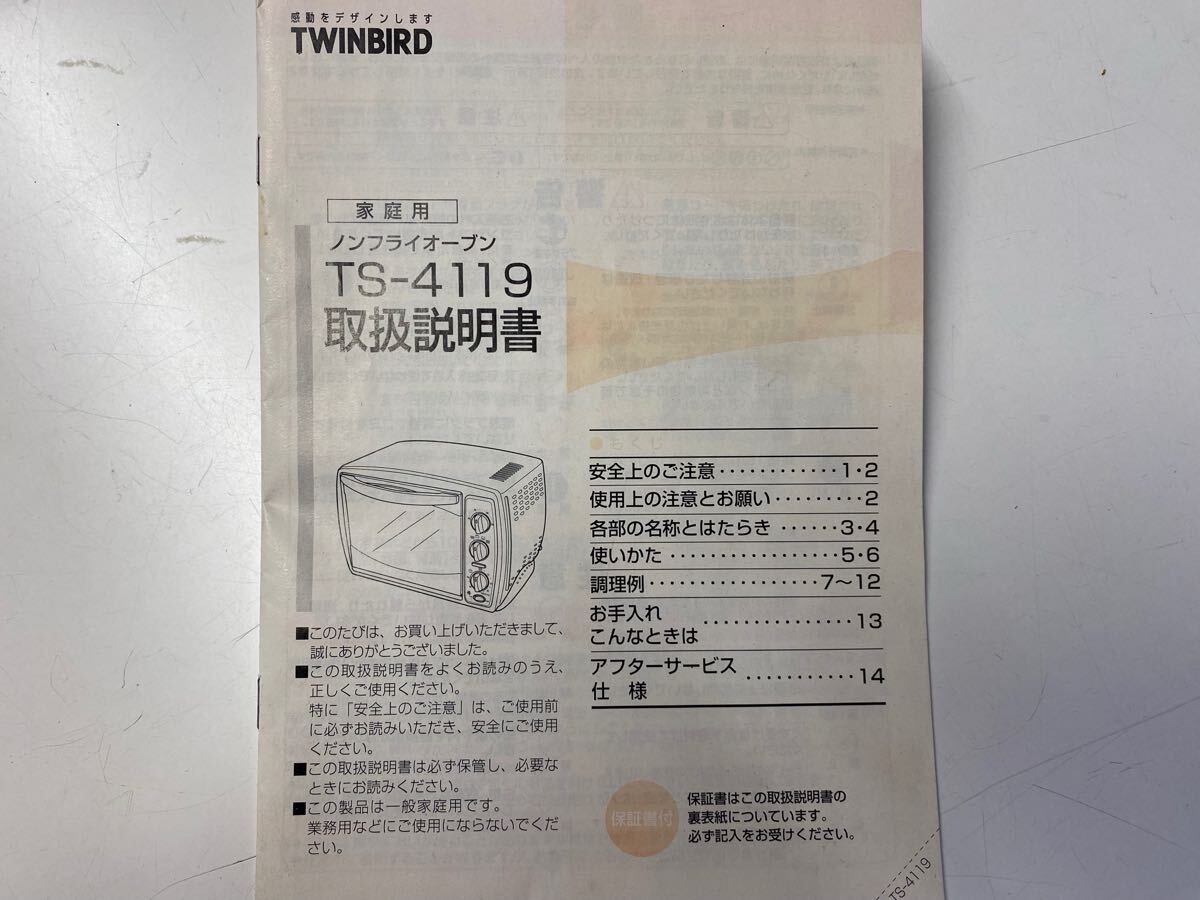 感動をデザインします
TWINBIRD
家庭用
ノンフライオーブン
TS-4119
取扱説明書
■このたびは、お買い上げいただきまして、
誠にありがとうございました。
■この取扱説明書をよくお読みのうえ、
正しくご使用ください。
特に「安全上のご注意」は、ご使用前
に必ずお読みいただき、安全にご使用
ください。
■この取扱説明書は必ず保管し、必要な
ときにお読みください。
■この製品は一般家庭用です。
業務用などにご使用にならないでくだ
さい。
●もくじ
安全上のご注意・・・・・・・・・・・・1・2
使用上の注意とお願い・・・・・・・・・2
各部の名称とはたらき・・・・・・3・4
使いかた・・・・・・・・・・・・・・・・・5・6
調理例・・・・・・・・・・・・・・・・・7～12
お手入れ
こんなときは・・・・・・・・・・・・・・・13
アフターサービス
仕 様・・・・・・・・・・・14
保証書付
保証書はこの取扱説明書の
裏表紙についています。
必ず記入をお受けください。
TS-4119